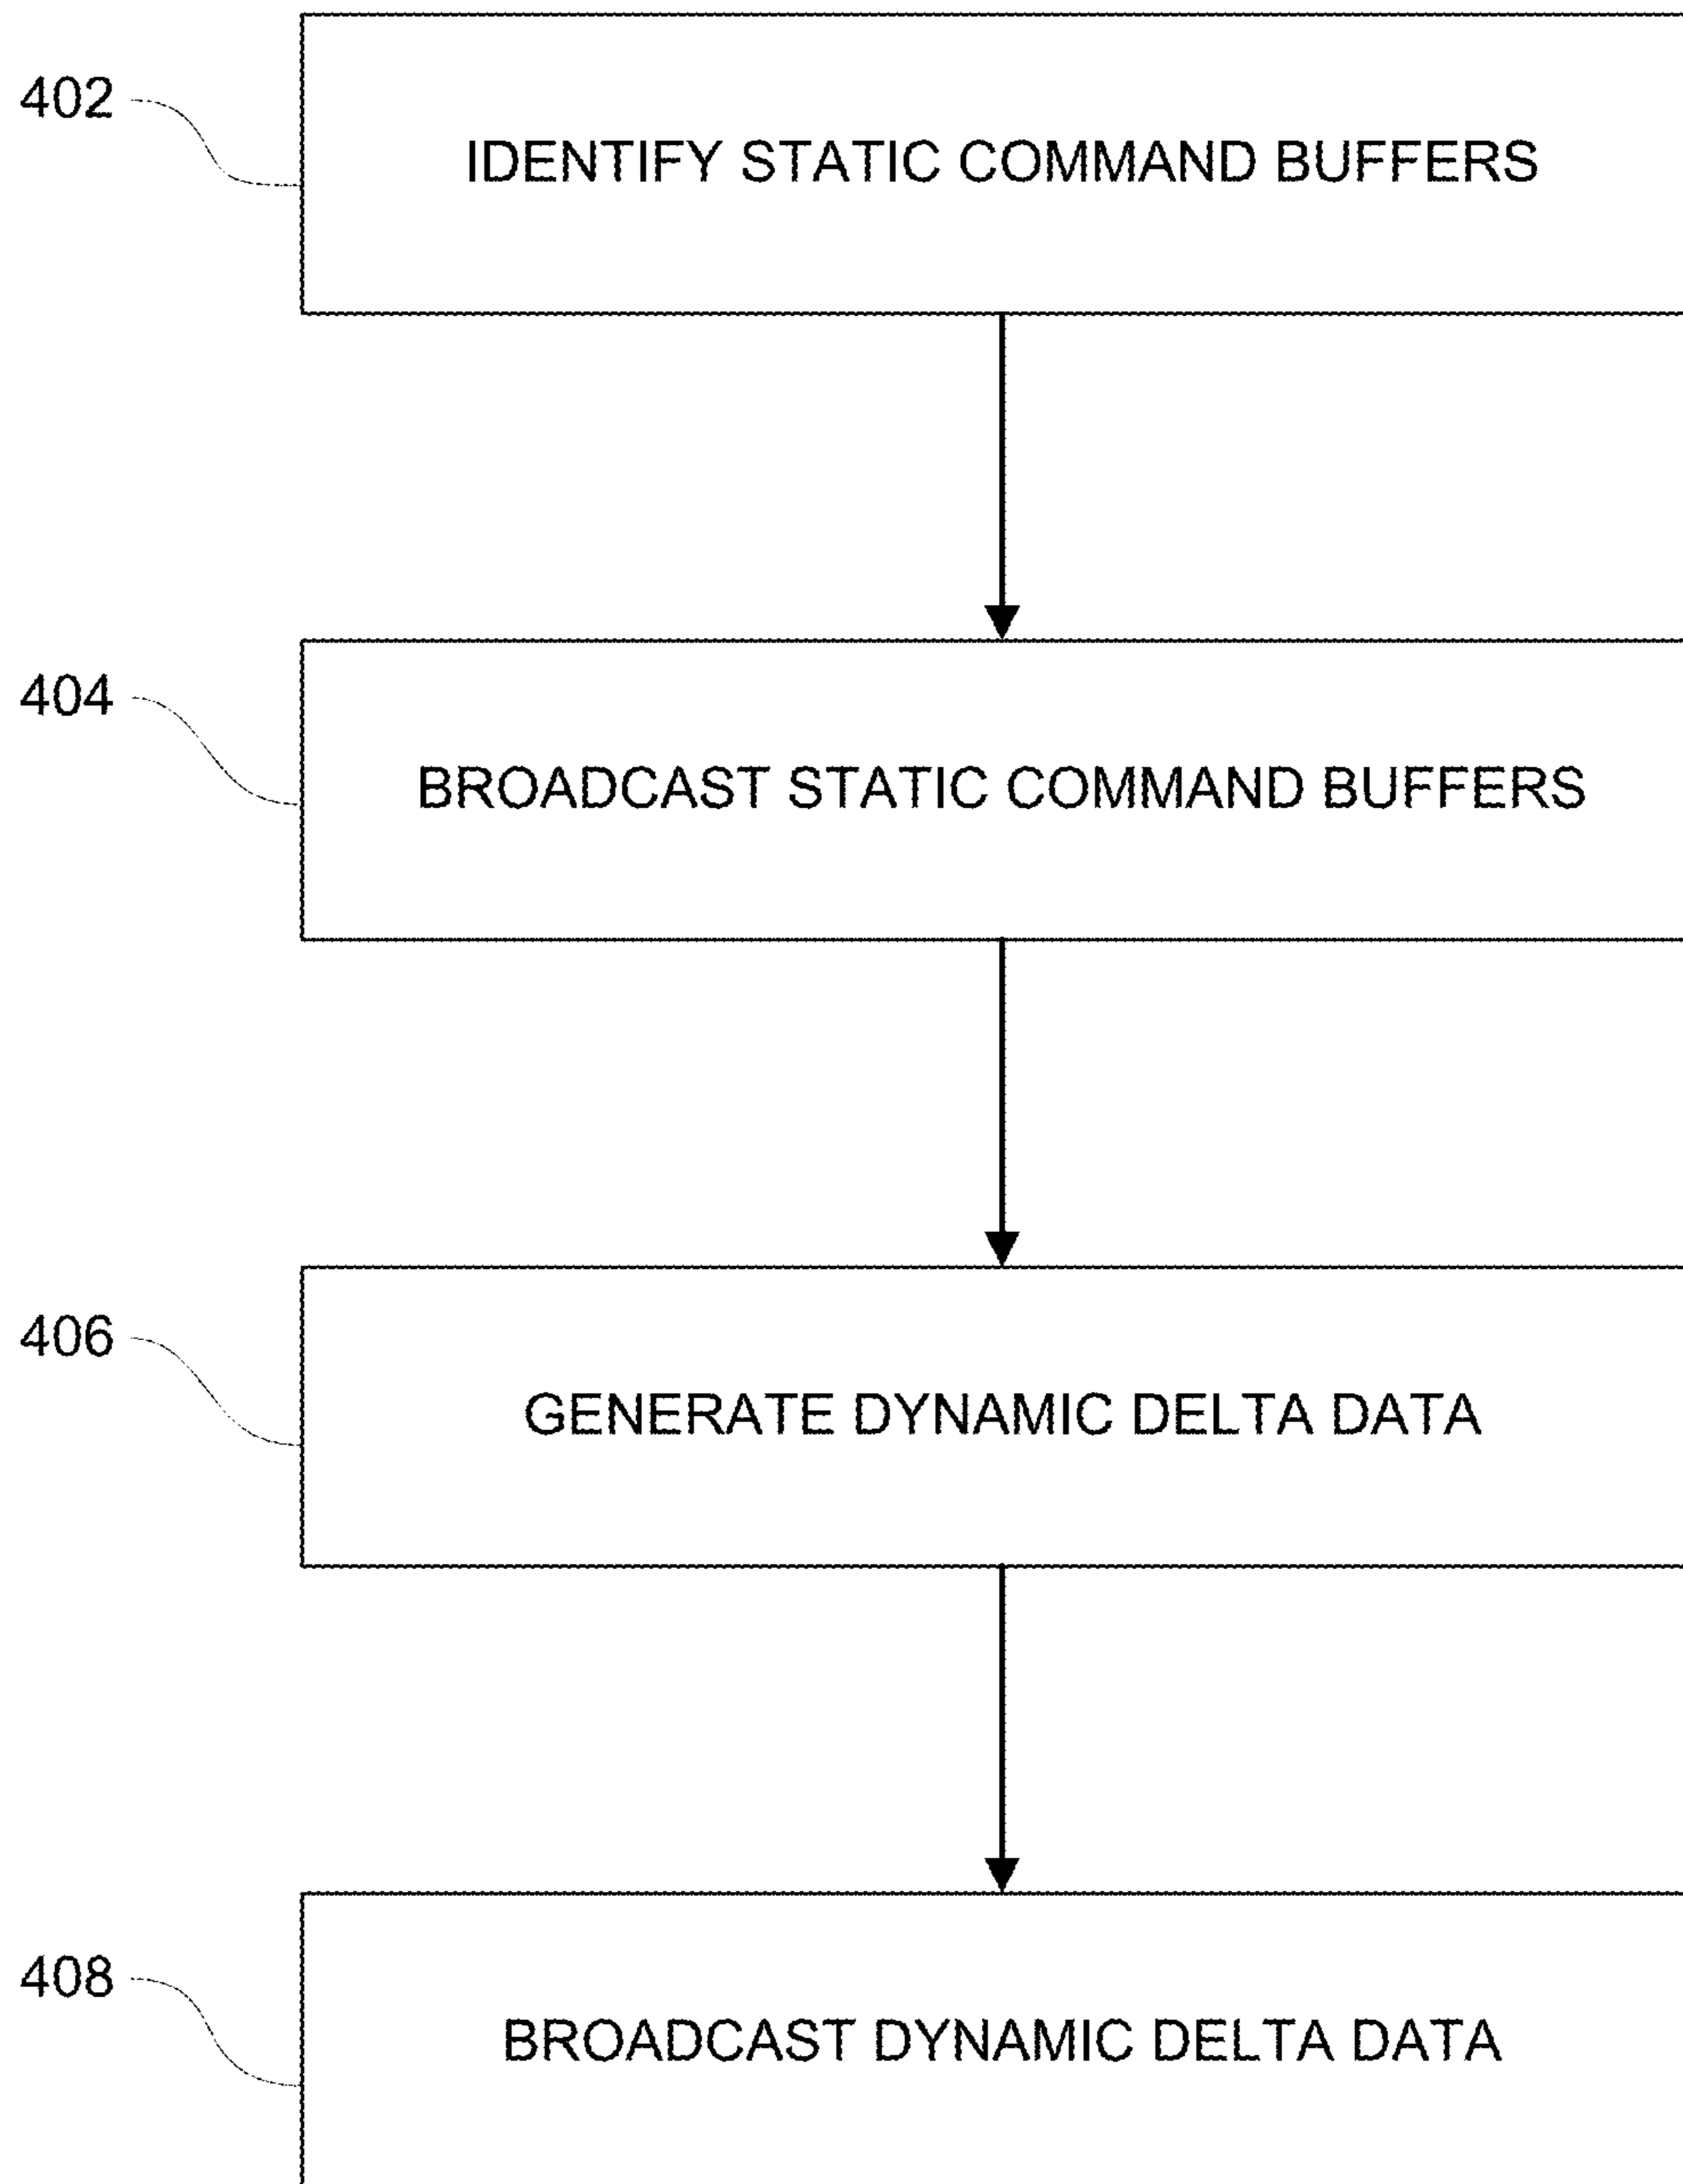 402
IDENTIFY STATIC COMMAND BUFFERS
404
BROADCAST STATIC COMMAND BUFFERS
406
GENERATE DYNAMIC DELTA DATA
408
BROADCAST DYNAMIC DELTA DATA